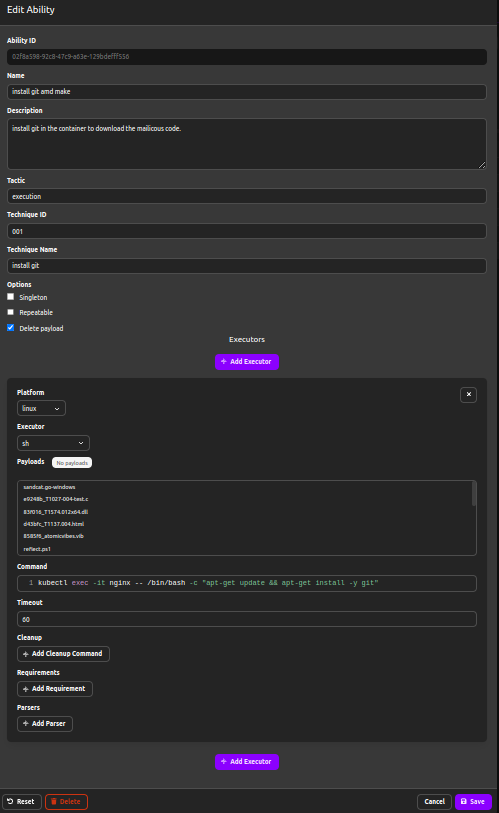 Edit Ability
Ability ID
02f8a598-92c8-47c9-a63e-129bdefff556
Name
install git amd make
Description
install git in the container to download the mailicous code.
Tactic
execution
Technique ID
001
Technique Name
install git
Options
Singleton
Repeatable
Delete payload
Executors
+ Add Executor
Platform
linux
Executor
sh
Payloads No payloads
sandcat.go-windows
e9248b_T1027-004-test.c
83f016_T1574.012x64.dll
d43bfc_T1137.004.html
8585f6_atomicvibes.vib
reflect.ps1
Command
1 kubectl exec -it nginx -- /bin/bash -c "apt-get update && apt-get install -y git"
Timeout
60
Cleanup
+ Add Cleanup Command
Requirements
+ Add Requirement
Parsers
+ Add Parser
+ Add Executor
Reset Delete Cancel Save